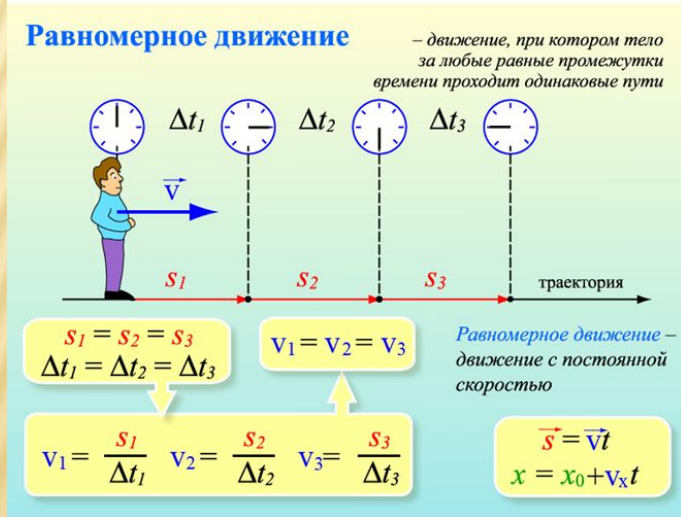 Равномерное движение
– движение, при котором тело
за любые равные промежутки
времени проходит одинаковые пути
Δt₁ Δt₂ Δt₃
v⃗
s₁ s₂ s₃ траектория
s₁ = s₂ = s₃
Δt₁ = Δt₂ = Δt₃
v₁ = v₂ = v₃
Равномерное движение –
движение с постоянной
скоростью
v₁ = s₁/Δt₁ v₂ = s₂/Δt₂ v₃ = s₃/Δt₃
s⃗ = v⃗t
x = x₀+vₓt